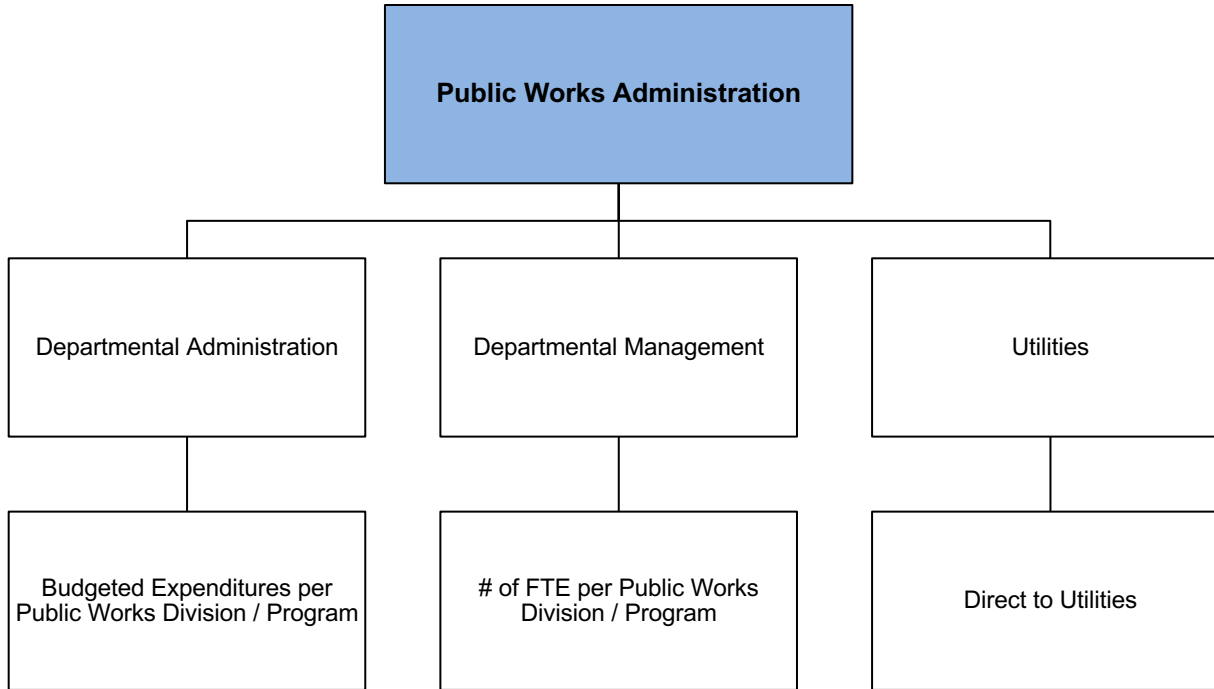 Public Works Administration
Departmental Administration
Departmental Management
Utilities
Budgeted Expenditures per
Public Works Division / Program
# of FTE per Public Works
Division / Program
Direct to Utilities